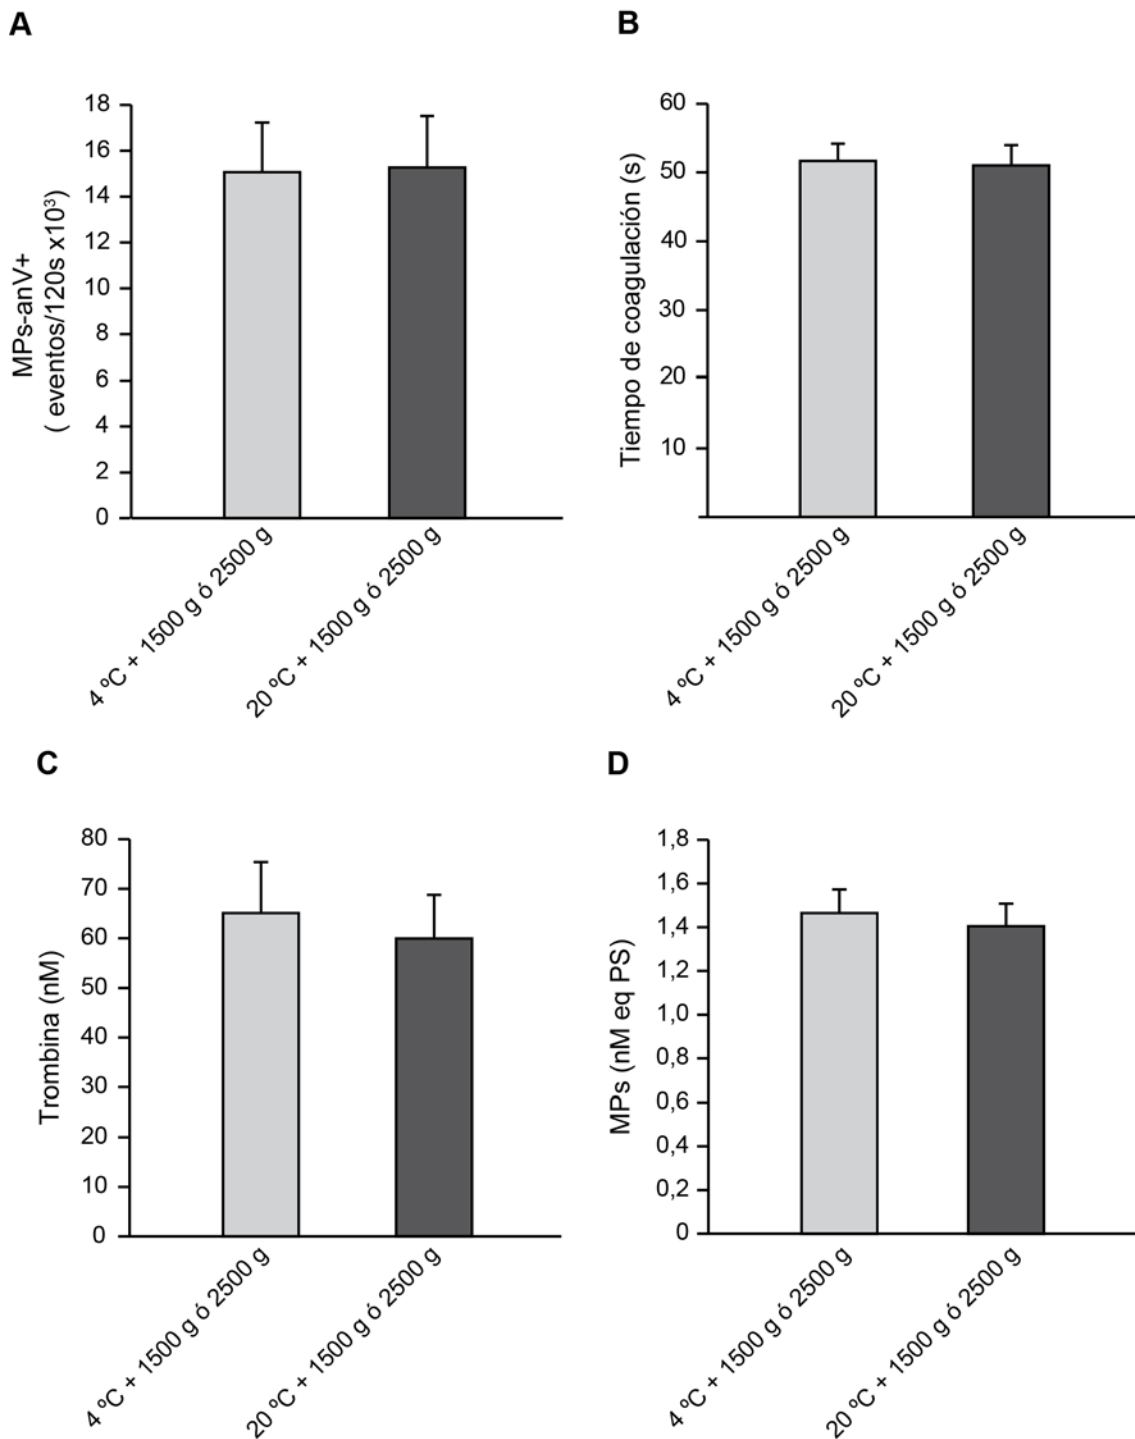 A
MPs-anV+
( eventos/120s x10³)
18
16
14
12
10
8
6
4
2
0
4 ºC + 1500 g ó 2500 g
20 ºC + 1500 g ó 2500 g
B
Tiempo de coagulación (s)
60
50
40
30
20
10
4 ºC + 1500 g ó 2500 g
20 ºC + 1500 g ó 2500 g
C
Trombina (nM)
80
70
60
50
40
30
20
10
0
4 ºC + 1500 g ó 2500 g
20 ºC + 1500 g ó 2500 g
D
MPs (nM eq PS)
1,8
1,6
1,4
1,2
1,0
0,8
0,6
0,4
0,2
0
4 ºC + 1500 g ó 2500 g
20 ºC + 1500 g ó 2500 g